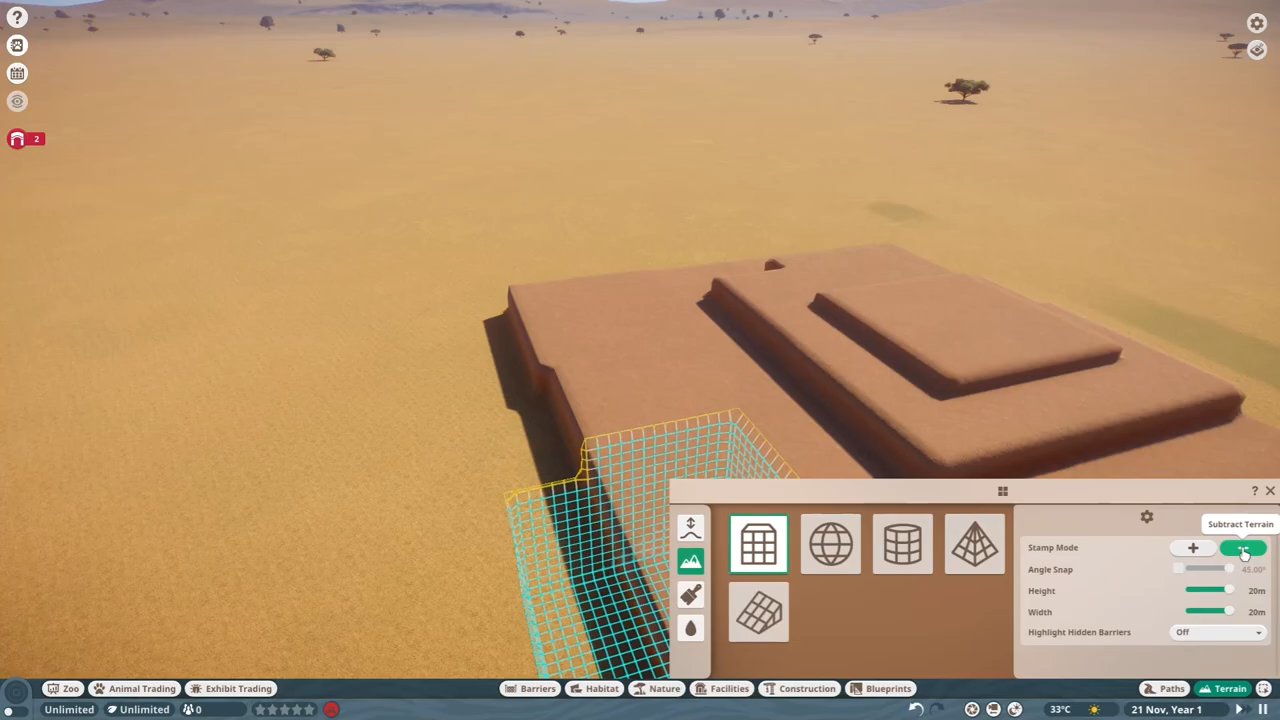 2
? ×
Subtract Terrain
Stamp Mode
Angle Snap 45.00°
Height 20m
Width 20m
Highlight Hidden Barriers Off
Zoo Animal Trading Exhibit Trading Barriers Habitat Nature Facilities Construction Blueprints Paths Terrain
Unlimited Unlimited 0 33°C 21 Nov, Year 1